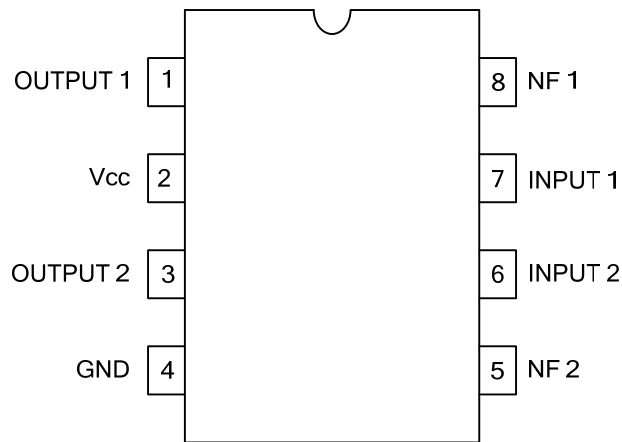 OUTPUT 1 1 8 NF 1
Vcc 2 7 INPUT 1
OUTPUT 2 3 6 INPUT 2
GND 4 5 NF 2